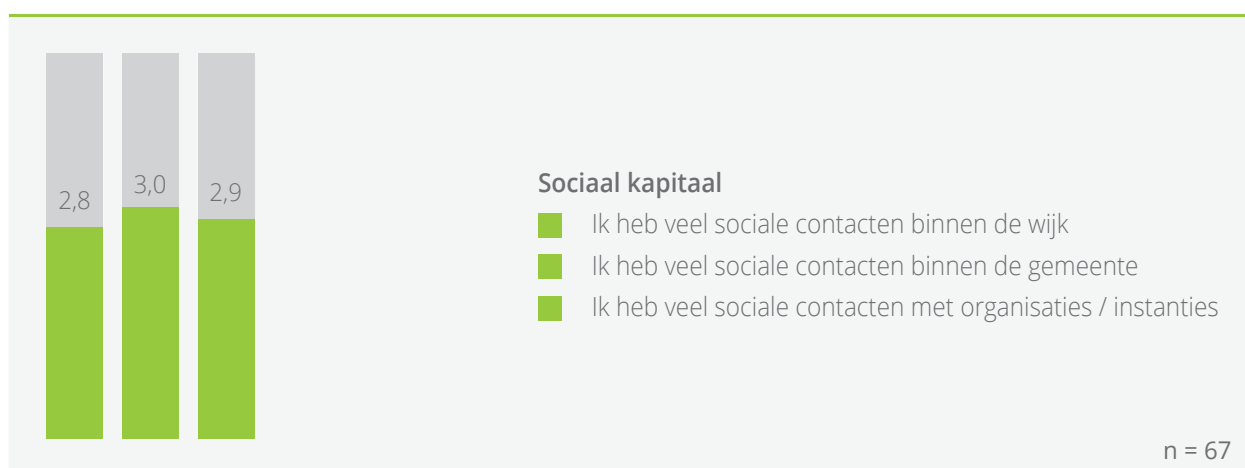 2,8
3,0
2,9
Sociaal kapitaal
Ik heb veel sociale contacten binnen de wijk
Ik heb veel sociale contacten binnen de gemeente
Ik heb veel sociale contacten met organisaties / instanties
n = 67